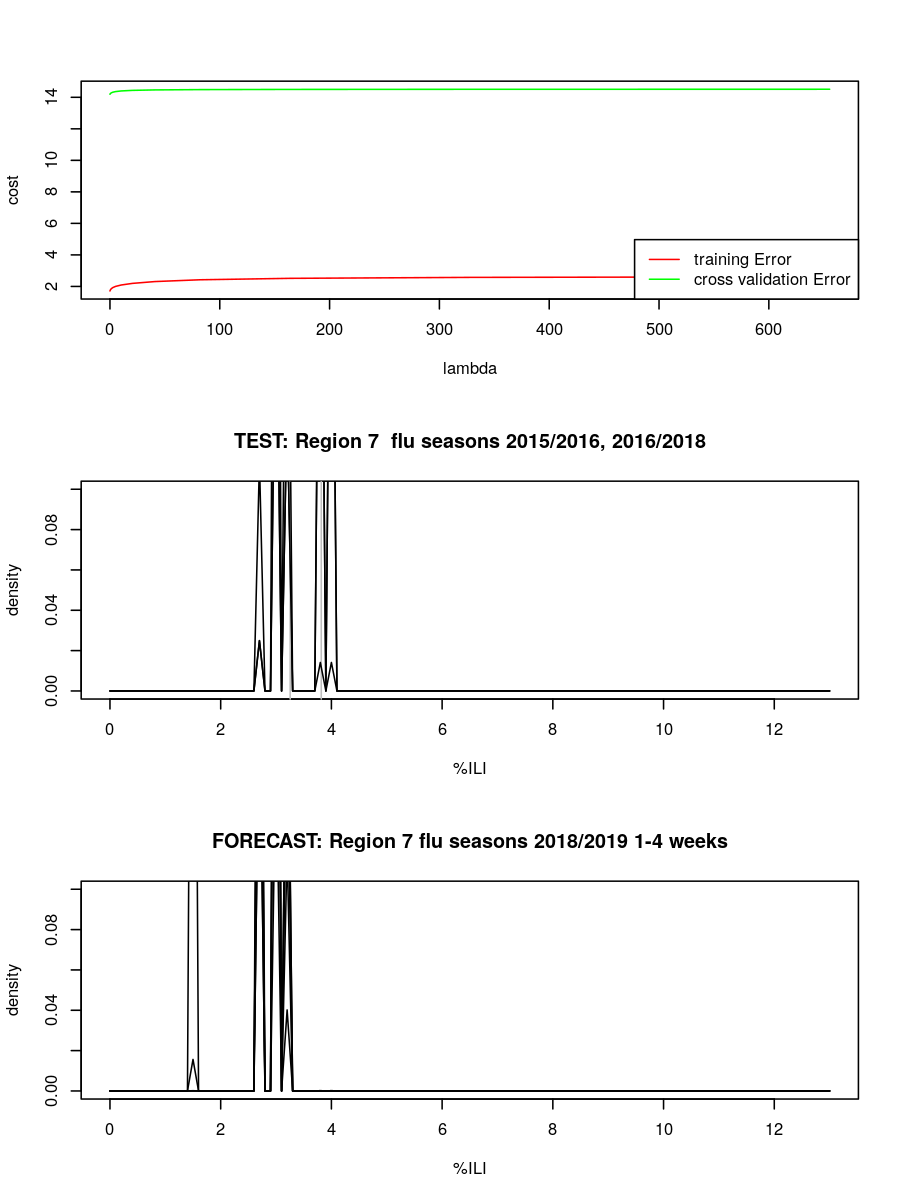 14
10
8
6
4
2
cost
training Error
cross validation Error
0 100 200 300 400 500 600
lambda
TEST: Region 7  flu seasons 2015/2016, 2016/2018
0.08
0.04
0.00
density
0 2 4 6 8 10 12
%ILI
FORECAST: Region 7 flu seasons 2018/2019 1-4 weeks
0.08
0.04
0.00
density
0 2 4 6 8 10 12
%ILI